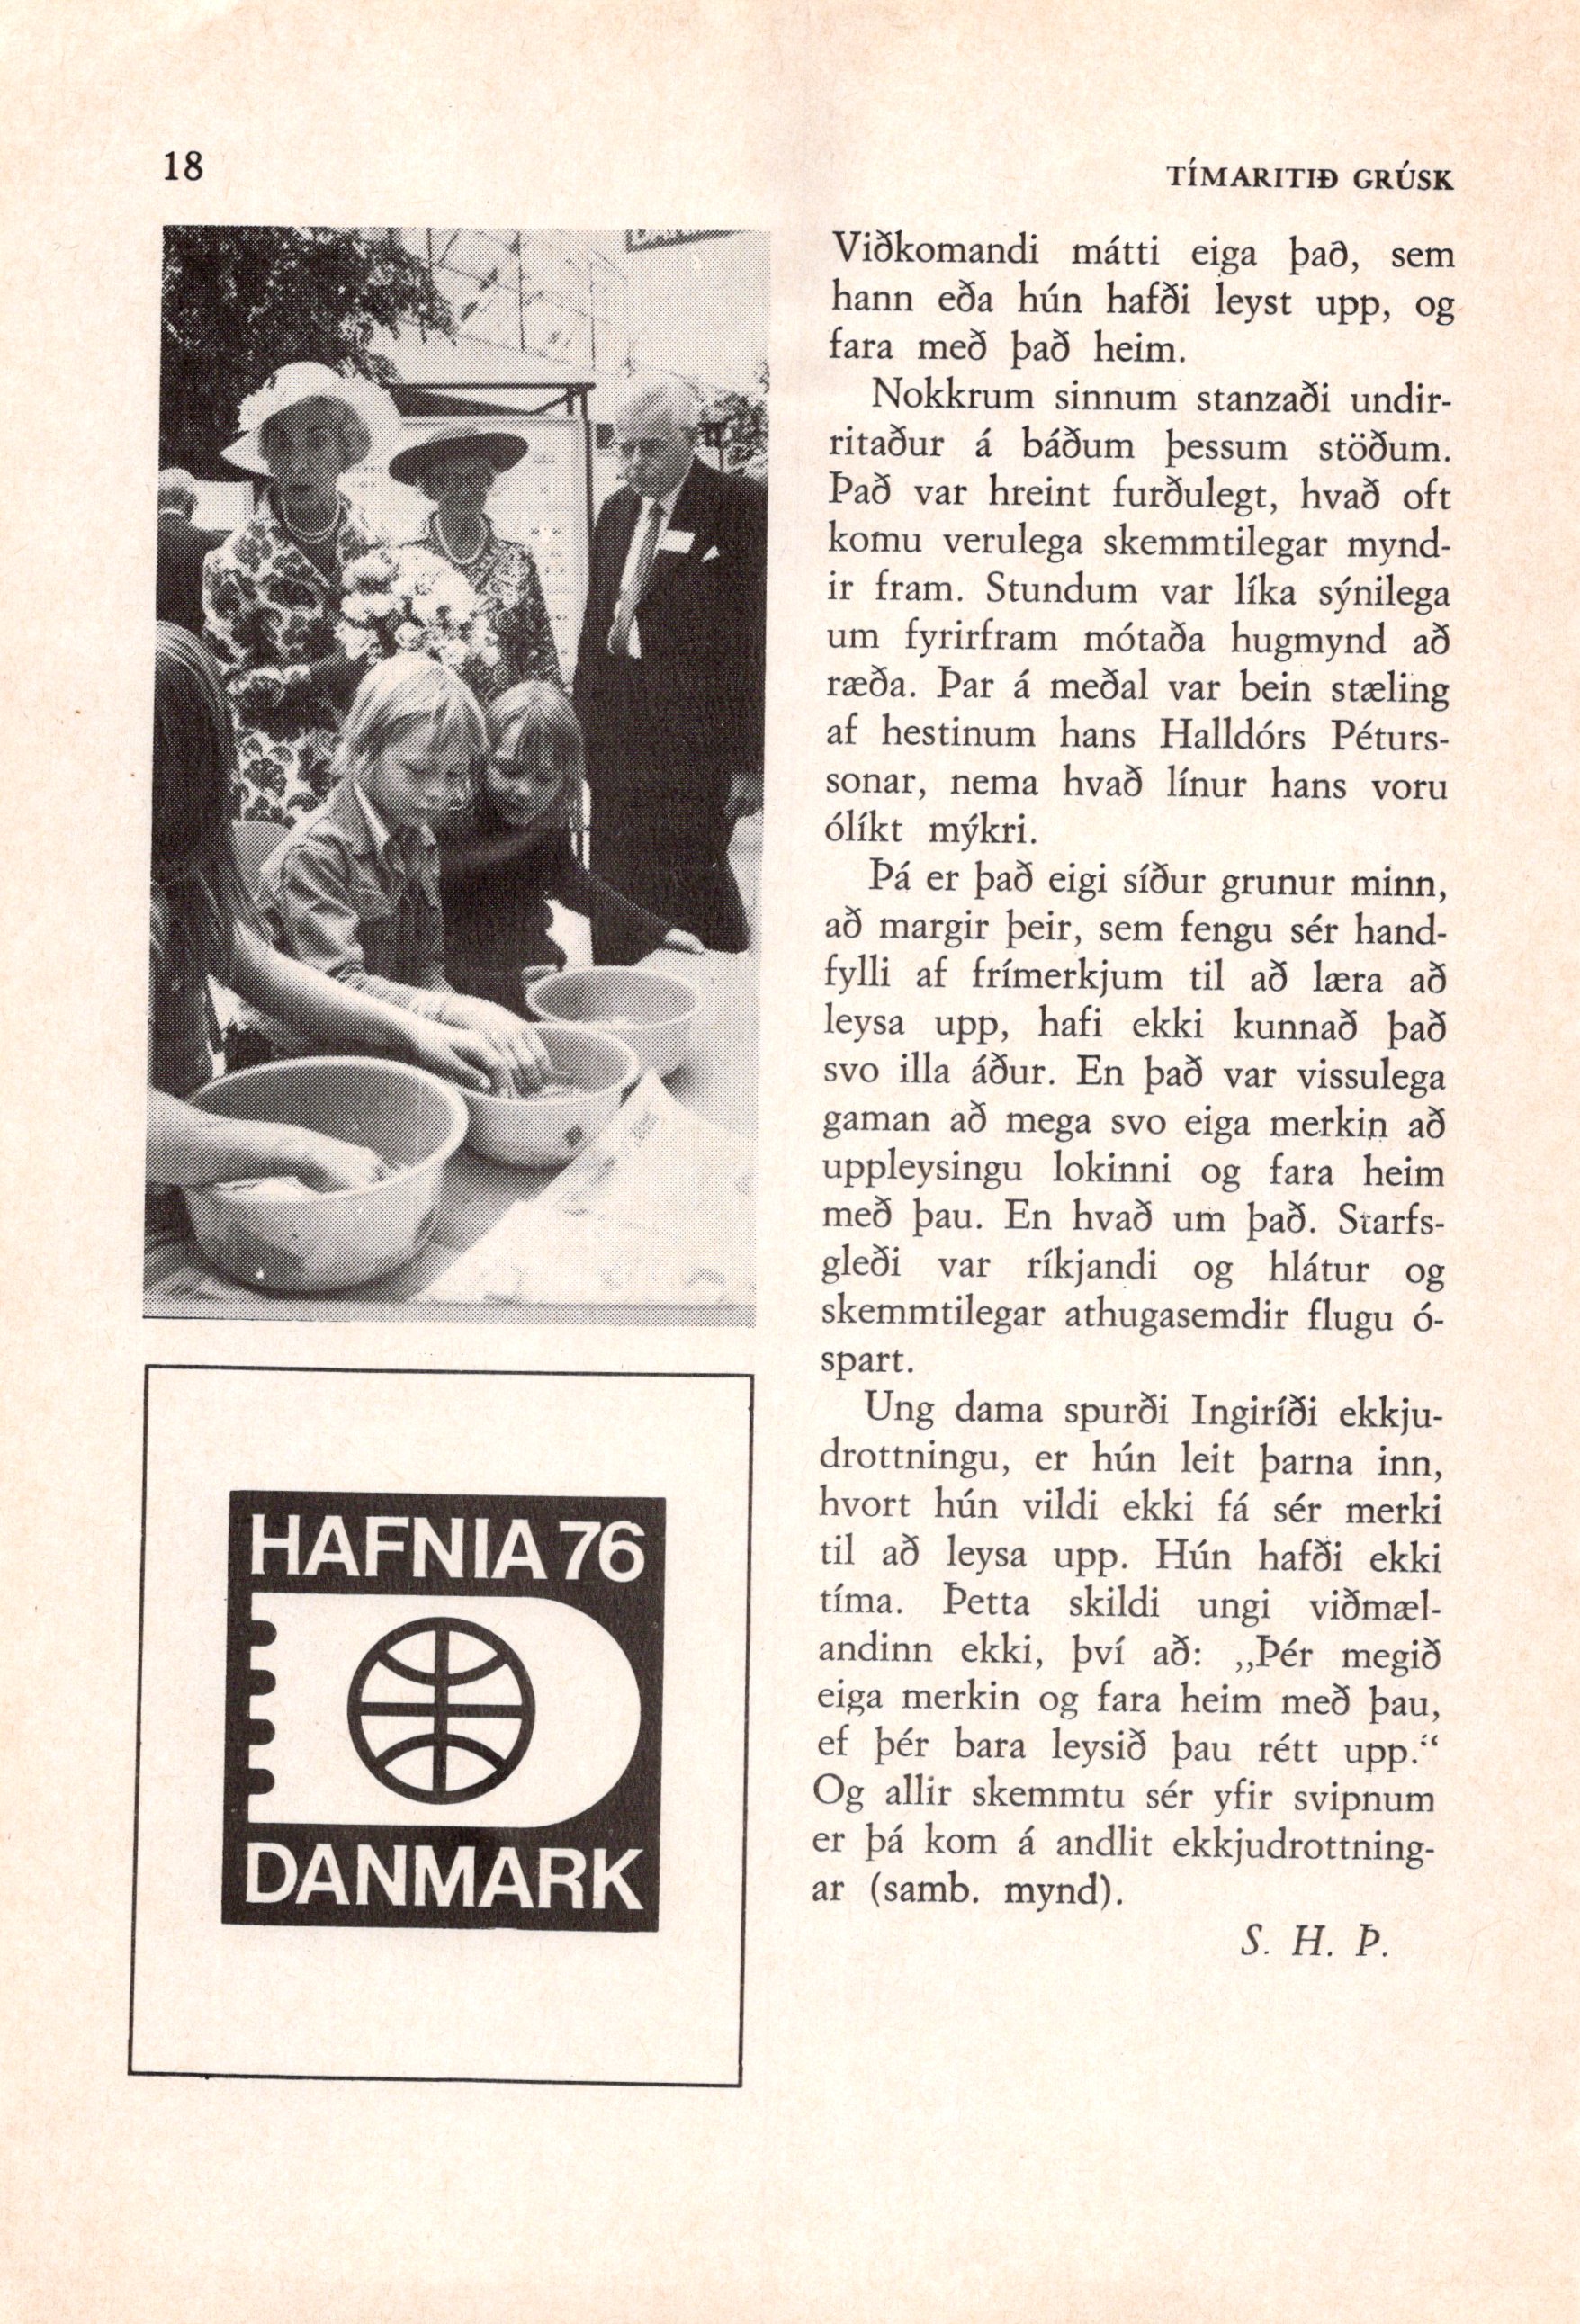 18
TÍMARITIÐ GRÚSK
Viðkomandi mátti eiga það, sem
hann eða hún hafði leyst upp, og
fara með það heim.
Nokkrum sinnum stanzaði undir-
ritaður á báðum þessum stöðum.
Það var hreint furðulegt, hvað oft
komu verulega skemmtilegar mynd-
ir fram. Stundum var líka sýnilega
um fyrirfram mótaða hugmynd að
ræða. Þar á meðal var bein stæling
af hestinum hans Halldórs Péturs-
sonar, nema hvað línur hans voru
ólíkt mýkri.
Þá er það eigi síður grunur minn,
að margir þeir, sem fengu sér hand-
fylli af frímerkjum til að læra að
leysa upp, hafi ekki kunnað það
svo illa áður. En það var vissulega
gaman að mega svo eiga merkin að
uppleysingu lokinni og fara heim
með þau. En hvað um það. Starfs-
gleði var ríkjandi og hlátur og
skemmtilegar athugasemdir flugu ó-
spart.
Ung dama spurði Ingiríði ekkju-
drottningu, er hún leit þarna inn,
hvort hún vildi ekki fá sér merki
til að leysa upp. Hún hafði ekki
tíma. Þetta skildi ungi viðmæl-
andinn ekki, því að: „Þér megið
eiga merkin og fara heim með þau,
ef þér bara leysið þau rétt upp.“
Og allir skemmtu sér yfir svipnum
er þá kom á andlit ekkjudrottning-
ar (samb. mynd).
S. H. Þ.
HAFNIA 76
DANMARK